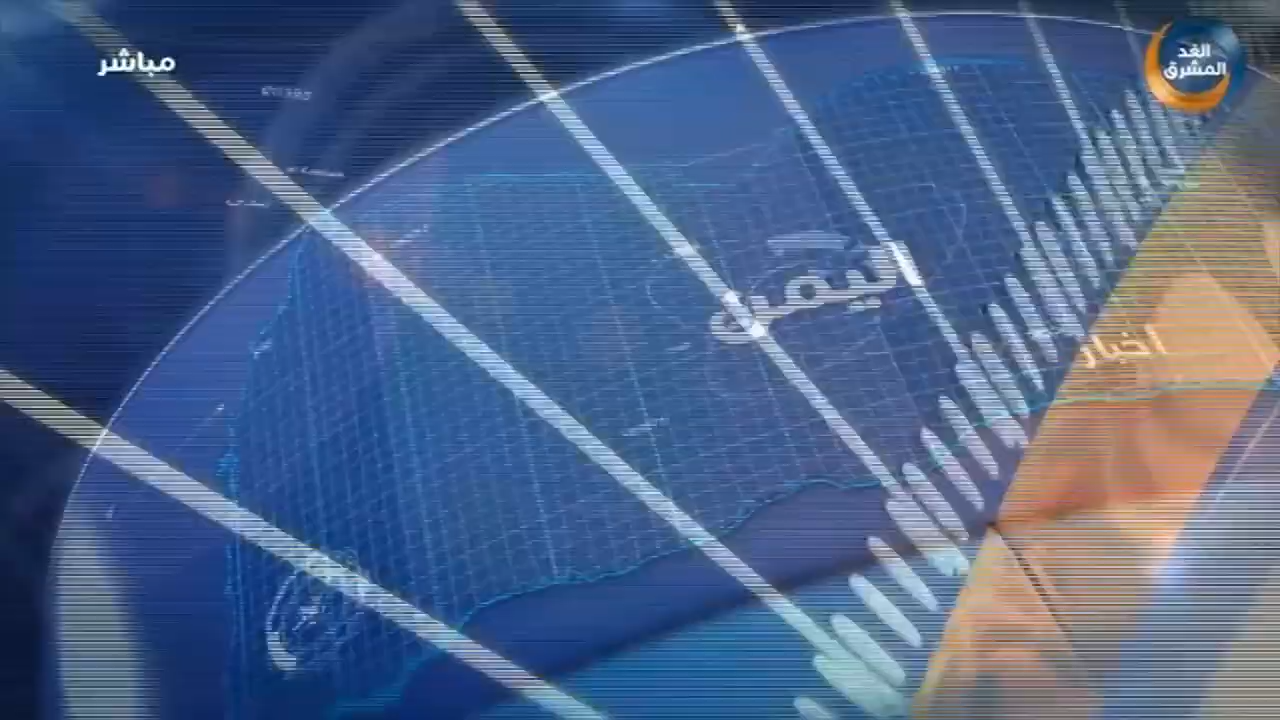 مباشر
الغد
المشرق
اليمن
أخبار